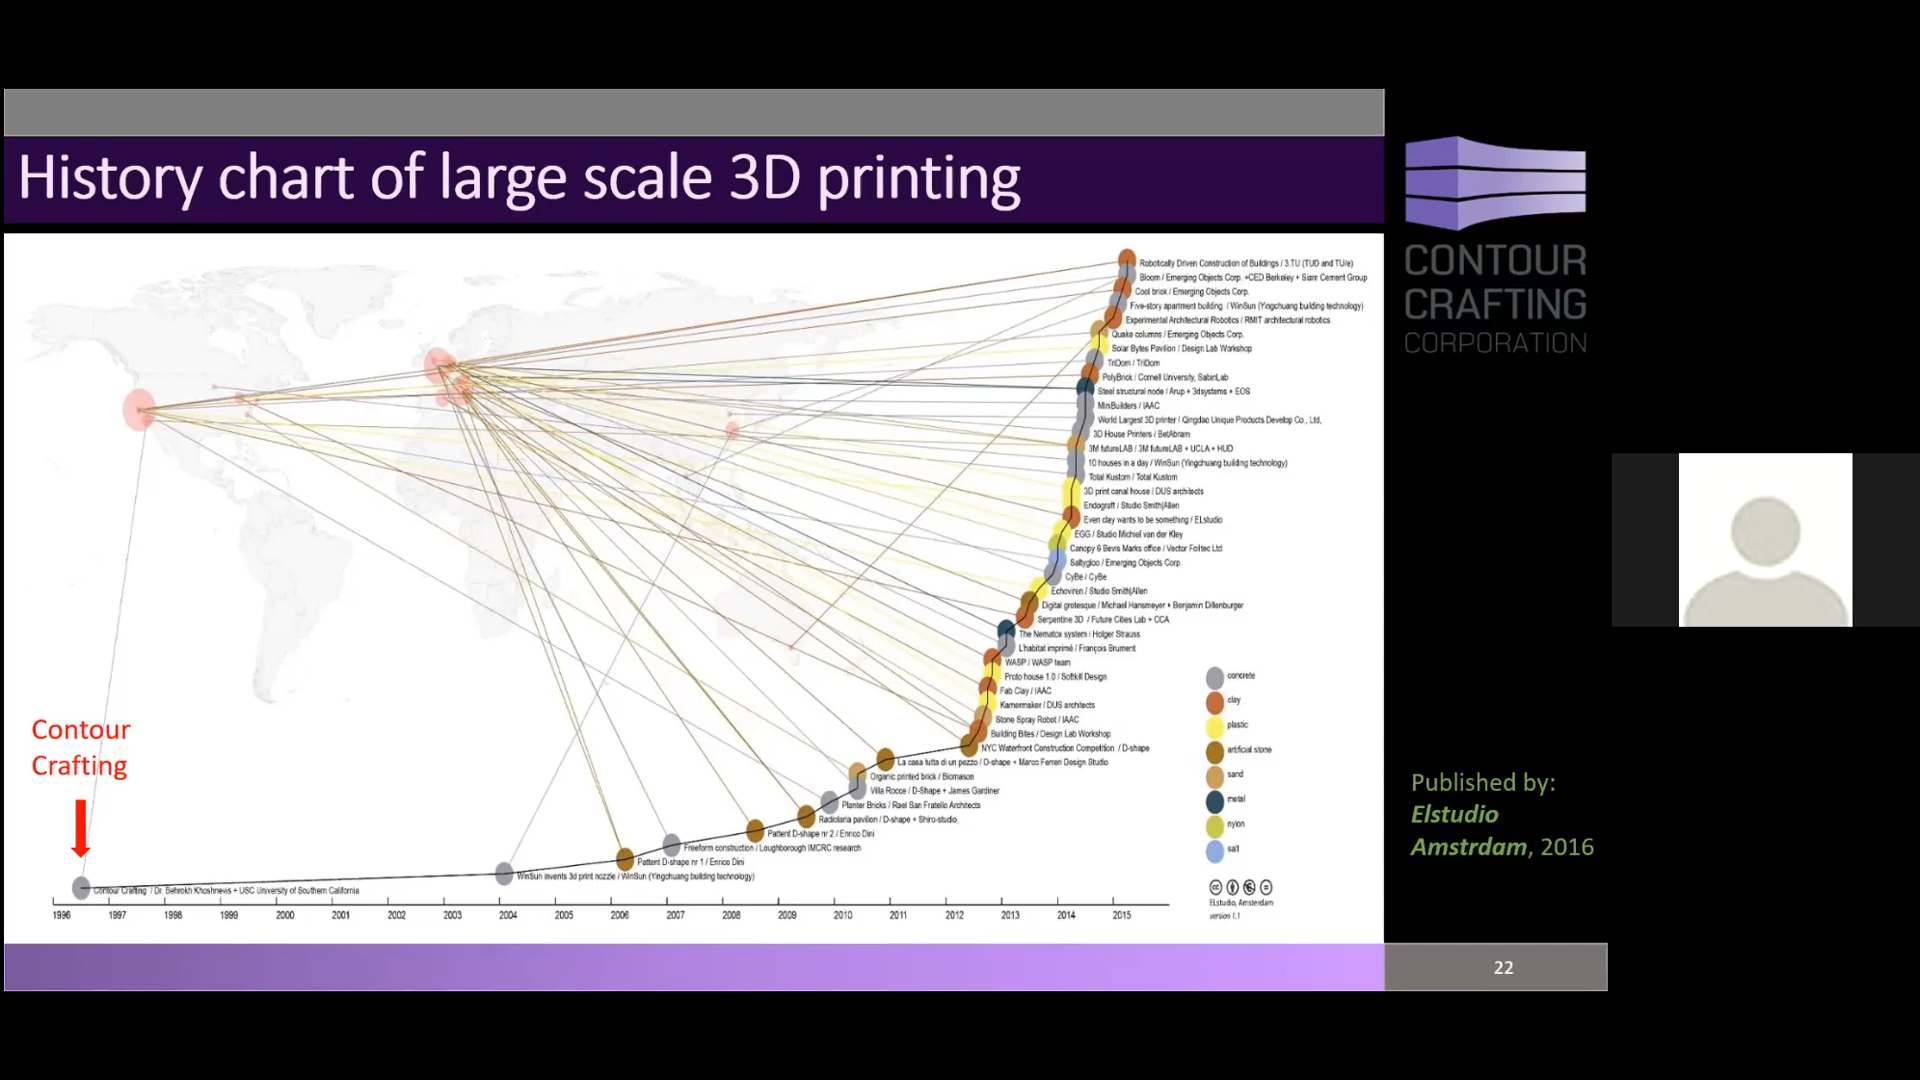 History chart of large scale 3D printing
CONTOUR
CRAFTING
CORPORATION
Robotically Driven Construction of Buildings / 3.TU (TUD and TU/e)
Bloom / Emerging Objects Corp. +CED Berkeley + Siam Cement Group
Cool brick / Emerging Objects Corp.
Five-story apartment building / WinSun (Yingchuang building technology)
Experimental Architectural Robotics / RMIT architectural robotics
Quake columns / Emerging Objects Corp.
Solar Bytes Pavilion / Design Lab Workshop
TriDom / TriDom
PolyBrick / Cornell University, SabinLab
Steel structural node / Arup + 3dsystems + EOS
MiniBuilders / IAAC
World Largest 3D printer / Qingdao Unique Products Develop Co., Ltd,
3D House Printers / BetAbram
3M futureLAB / 3M futureLAB + UCLA + HUD
10 houses in a day / WinSun (Yingchuang building technology)
Total Kustom / Total Kustom
3D print canal house / DUS architects
Endograft / Studio Smith|Allen
Even clay wants to be something / ELstudio
EGG / Studio Michiel van der Kley
Canopy 6 Bevis Marks office / Vector Foiltec Ltd
Saltygloo / Emerging Objects Corp.
CyBe / CyBe
Echoviren / Studio Smith|Allen
Digital grotesque / Michael Hansmeyer + Benjamin Dillenburger
Serpentine 3D / Future Cities Lab + CCA
The Nematox system / Holger Strauss
L'habitat imprimé / François Brument
WASP / WASP team
Proto house 1.0 / Softkill Design
Fab Clay / IAAC
Kamermaker / DUS architects
Stone Spray Robot / IAAC
Building Bites / Design Lab Workshop
NYC Waterfront Construction Competition / D-shape
La casa tutta di un pezzo / D-shape + Marco Ferreri Design Studio
Organic printed brick / Biomason
Villa Rocce / D-Shape + James Gardiner
Planter Bricks / Rael San Fratello Architects
Radiolaria pavilion / D-shape + Shiro-studio,
Pattent D-shape nr 2 / Enrico Dini
Freeform construction / Loughborough IMCRC research
Pattent D-shape nr 1 / Enrico Dini
WinSun invents 3d print nozzle / WinSun (Yingchuang building technology)
Contour Crafting / Dr. Behrokh Khoshnevis + USC University of Southern California
Contour
Crafting
concrete
clay
plastic
artificial stone
sand
metal
nylon
salt
ELstudio, Amsterdam
version 1.1
1996 1997 1998 1999 2000 2001 2002 2003 2004 2005 2006 2007 2008 2009 2010 2011 2012 2013 2014 2015
Published by:
Elstudio
Amstrdam, 2016
22